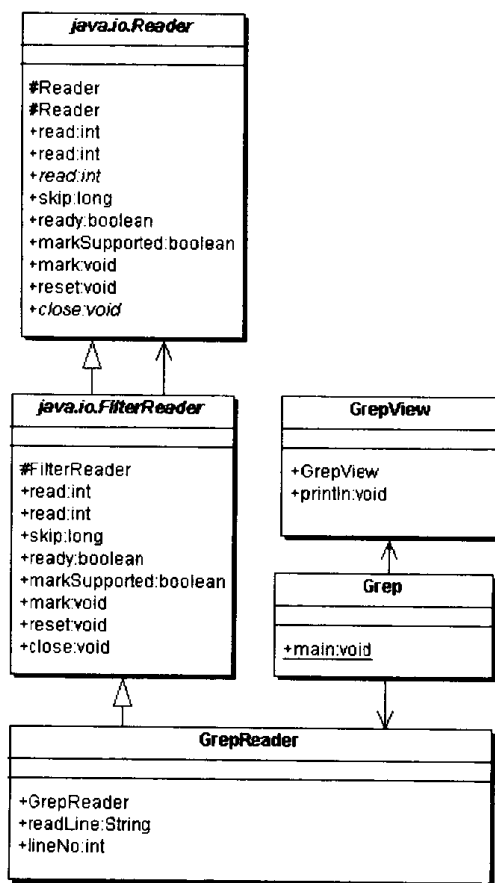 java.io.Reader
#Reader
#Reader
+read:int
+read:int
+read:int
+skip:long
+ready:boolean
+markSupported:boolean
+mark:void
+reset:void
+close:void
java.io.FilterReader
#FilterReader
+read:int
+read:int
+skip:long
+ready:boolean
+markSupported:boolean
+mark:void
+reset:void
+close:void
GrepView
+GrepView
+println:void
Grep
+main:void
GrepReader
+GrepReader
+readLine:String
+lineNo:int